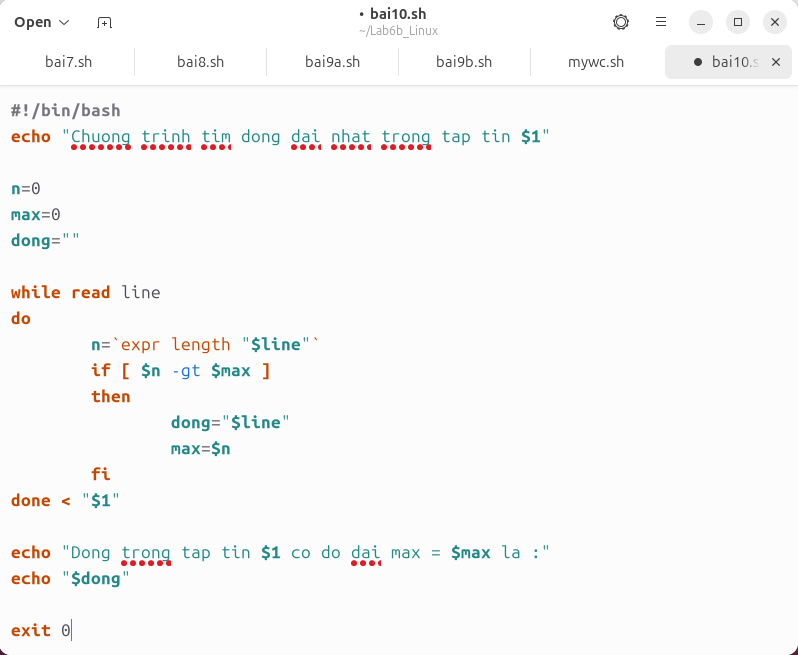 Open
• bai10.sh
~/Lab6b_Linux
bai7.sh bai8.sh bai9a.sh bai9b.sh mywc.sh • bai10.s
#!/bin/bash
echo "Chuong trinh tim dong dai nhat trong tap tin $1"
n=0
max=0
dong=""
while read line
do
n=`expr length "$line"`
if [ $n -gt $max ]
then
dong="$line"
max=$n
fi
done < "$1"
echo "Dong trong tap tin $1 co do dai max = $max la :"
echo "$dong"
exit 0